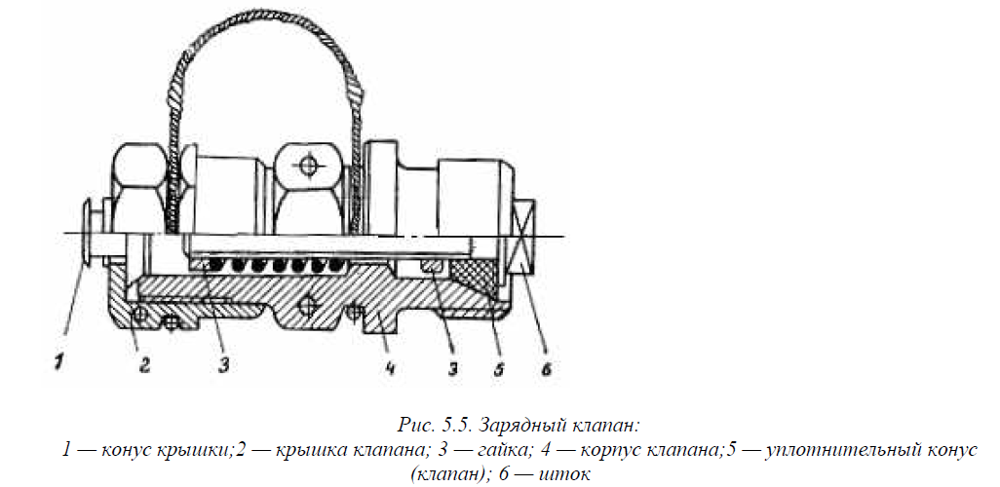 1 2 3 4 3 5 6
Рис. 5.5. Зарядный клапан:
1 — конус крышки;2 — крышка клапана; 3 — гайка; 4 — корпус клапана;5 — уплотнительный конус
(клапан); 6 — шток